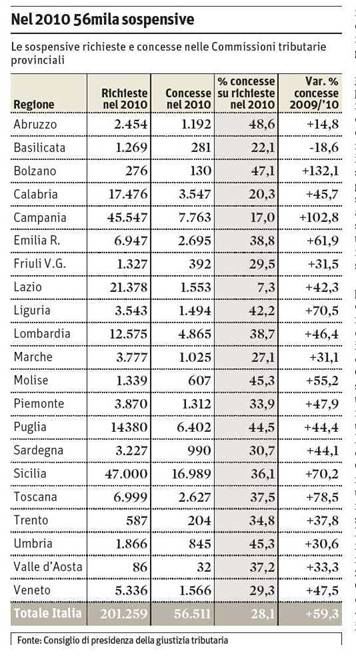 Nel 2010 56mila sospensive
Le sospensive richieste e concesse nelle Commissioni tributarie
provinciali
Regione Richieste nel 2010 Concesse nel 2010 % concesse su richieste nel 2010 Var. % concesse 2009/'10
Abruzzo 2.454 1.192 48,6 +14,8
Basilicata 1.269 281 22,1 -18,6
Bolzano 276 130 47,1 +132,1
Calabria 17.476 3.547 20,3 +45,7
Campania 45.547 7.763 17,0 +102,8
Emilia R. 6.947 2.695 38,8 +61,9
Friuli V.G. 1.327 392 29,5 +31,5
Lazio 21.378 1.553 7,3 +42,3
Liguria 3.543 1.494 42,2 +70,5
Lombardia 12.575 4.865 38,7 +46,4
Marche 3.777 1.025 27,1 +31,1
Molise 1.339 607 45,3 +55,2
Piemonte 3.870 1.312 33,9 +47,9
Puglia 14380 6.402 44,5 +44,4
Sardegna 3.227 990 30,7 +44,1
Sicilia 47.000 16.989 36,1 +70,2
Toscana 6.999 2.627 37,5 +78,5
Trento 587 204 34,8 +37,8
Umbria 1.866 845 45,3 +30,6
Valle d'Aosta 86 32 37,2 +33,3
Veneto 5.336 1.566 29,3 +47,5
Totale Italia 201.259 56.511 28,1 +59,3
Fonte: Consiglio di presidenza della giustizia tributaria